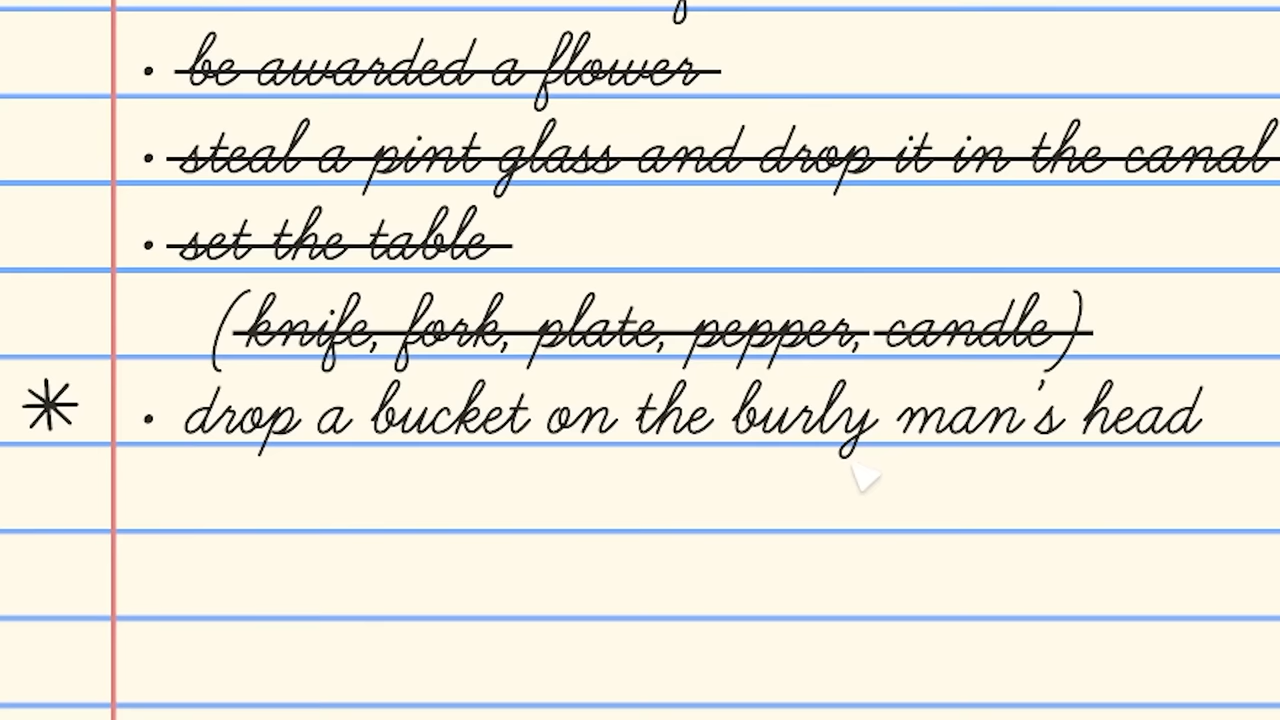 • be awarded a flower
• steal a pint glass and drop it in the canal
• set the table
(knife, fork, plate, pepper, candle)
• drop a bucket on the burly man's head